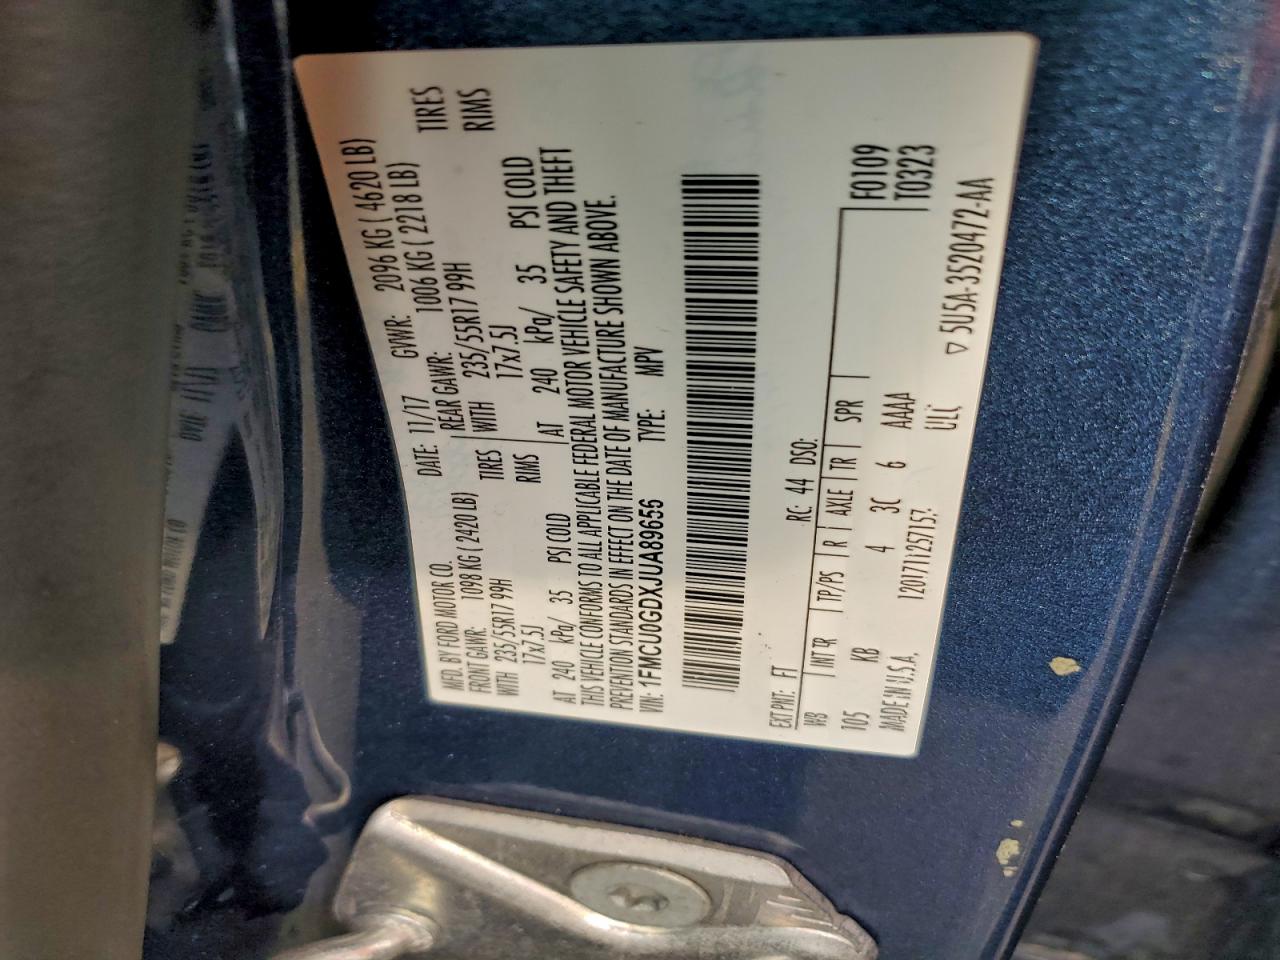 MFD. BY FORD MOTOR CO.
DATE: 11/17 GVWR: 2096 KG ( 4620 LB)
FRONT GAWR: 1098 KG ( 2420 LB) REAR GAWR: 1006 KG ( 2218 LB)
WITH 235/55R17 99H TIRES WITH 235/55R17 99H TIRES
17x7.5J RIMS 17x7.5J RIMS
AT 240 kPa/ 35 PSI COLD AT 240 kPa/ 35 PSI COLD
THIS VEHICLE CONFORMS TO ALL APPLICABLE FEDERAL MOTOR VEHICLE SAFETY AND THEFT
PREVENTION STANDARDS IN EFFECT ON THE DATE OF MANUFACTURE SHOWN ABOVE.
VIN: 1FMCU0GDXJUA89656 TYPE: MPV
EXT PNT: FT RC: 44 DSO: F0109
WB INT TR TP/PS R AXLE TR SPR T0323
105 KB 4 3C 6 AAAA
MADE IN U.S.A. 12017111257157 ULC
▽ 5U5A-3520472-AA